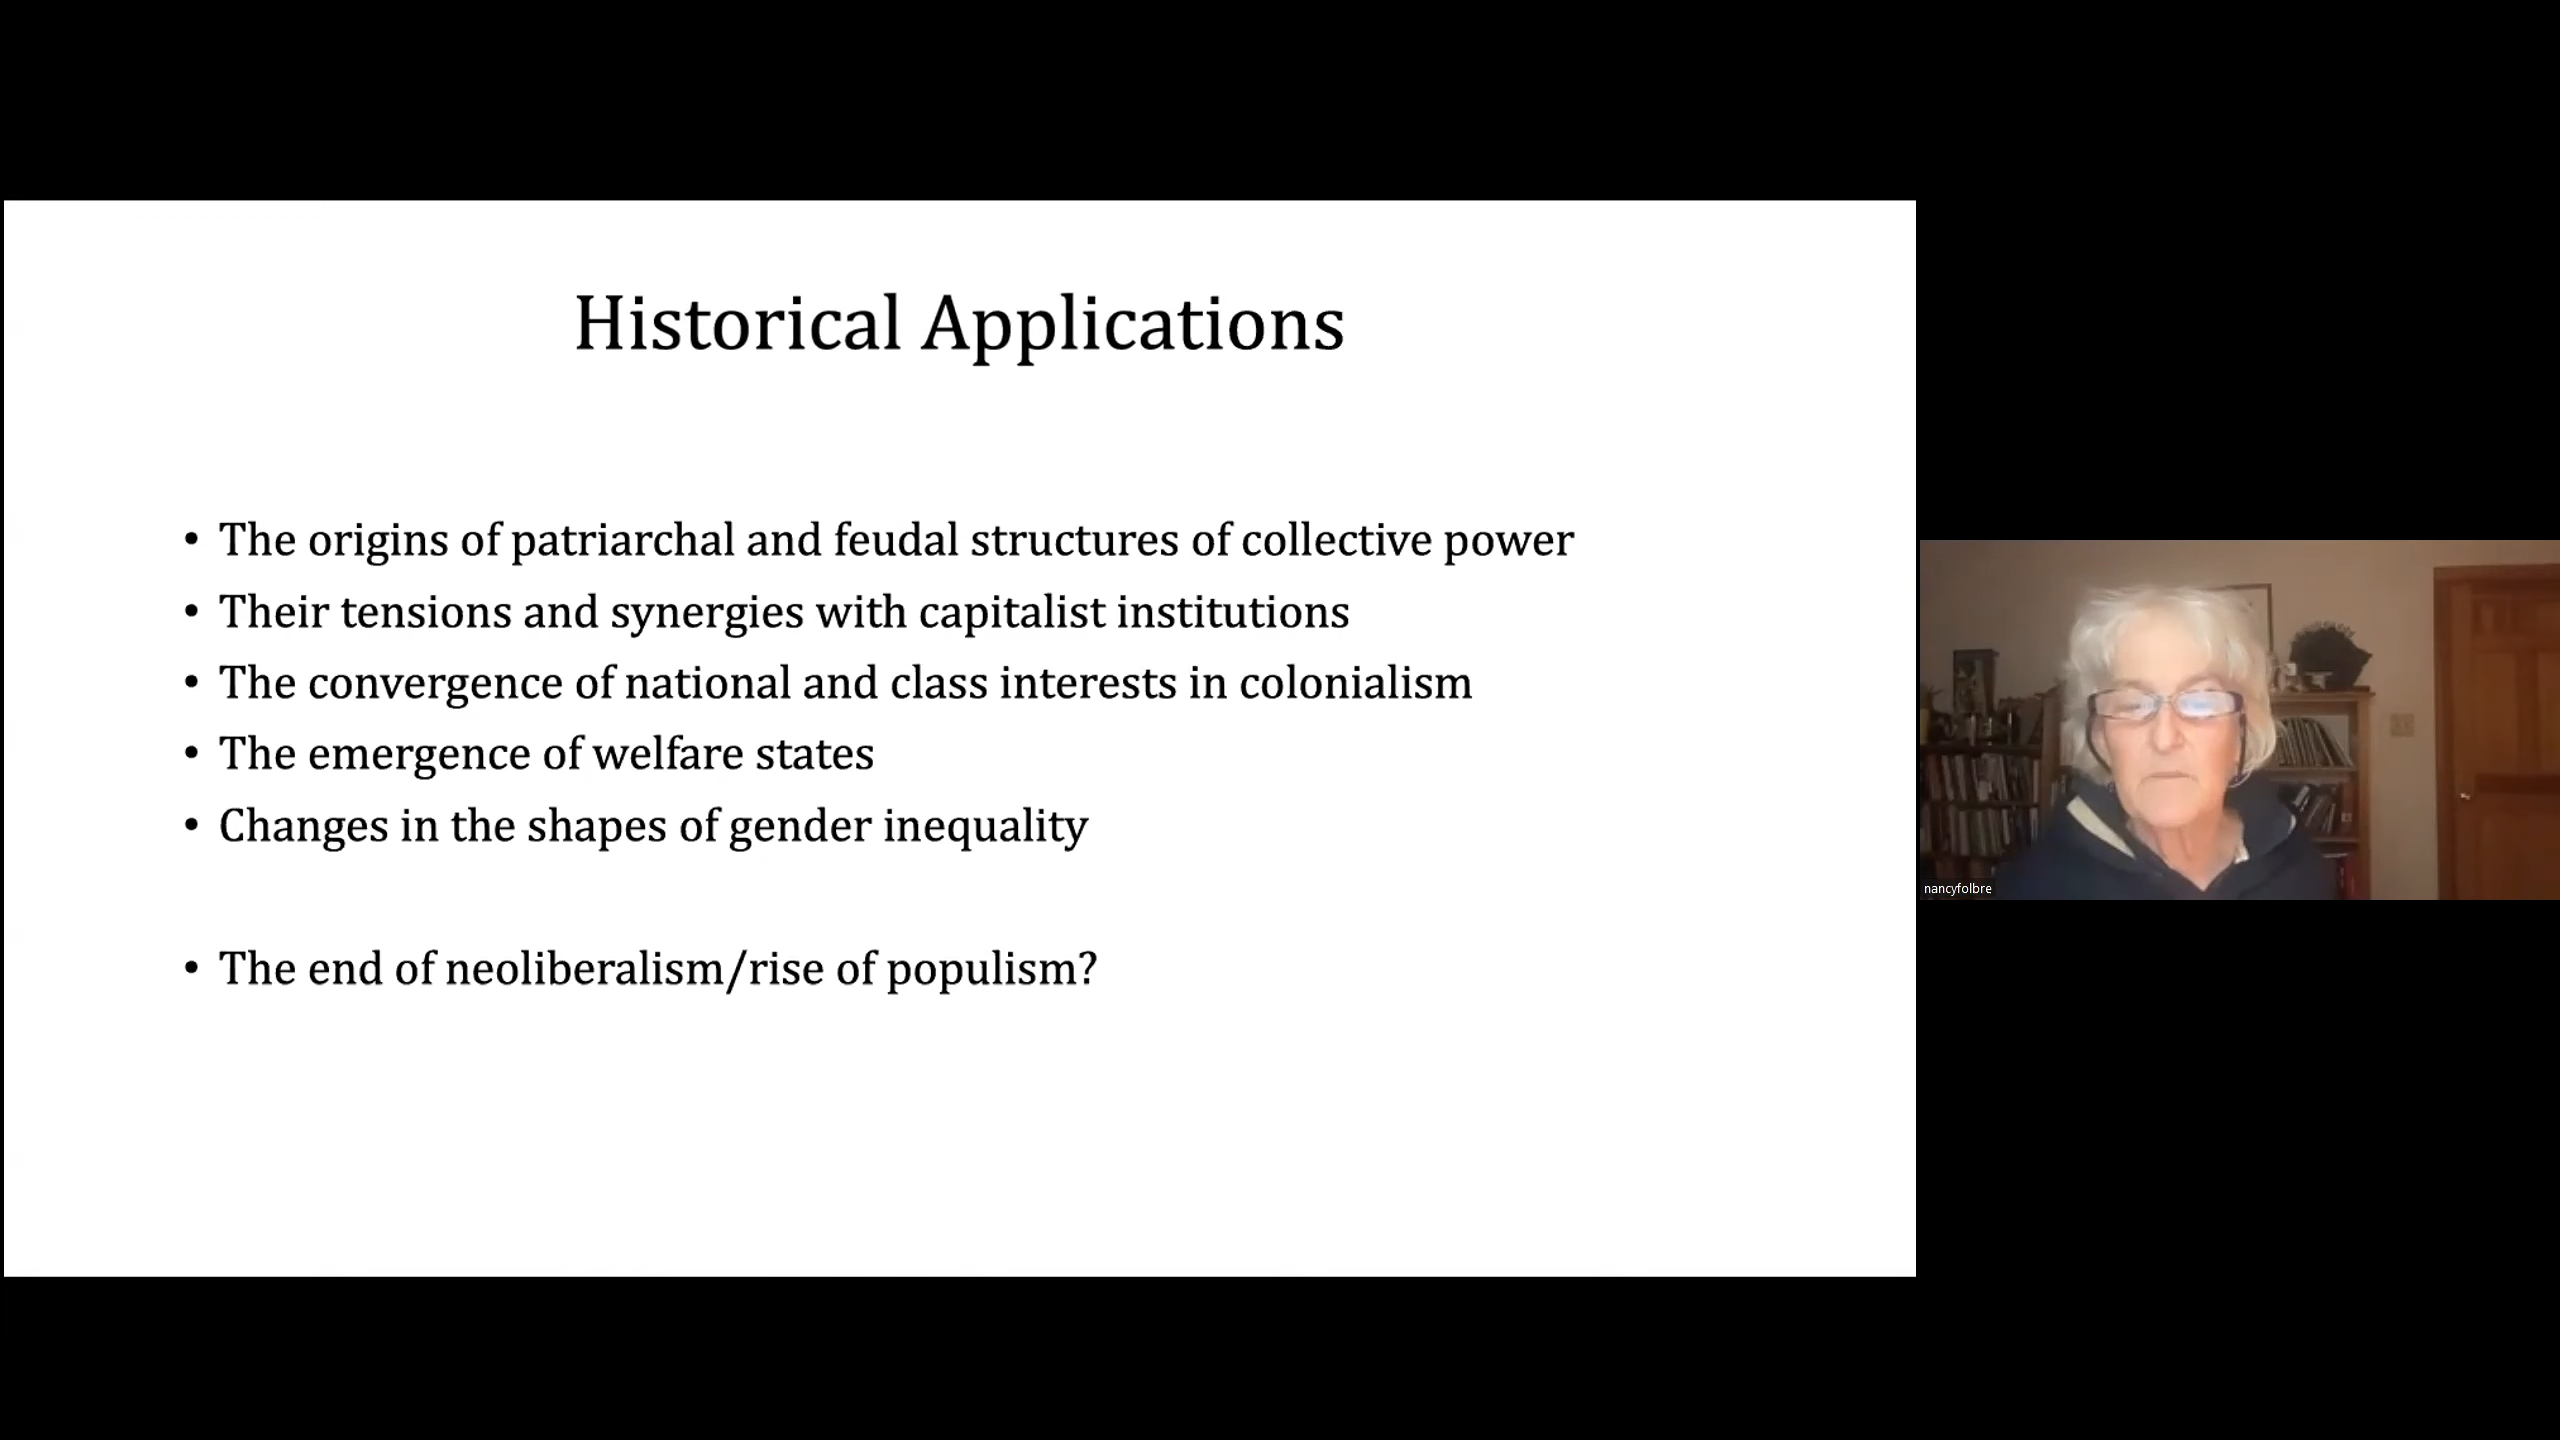 Historical Applications
• The origins of patriarchal and feudal structures of collective power
• Their tensions and synergies with capitalist institutions
• The convergence of national and class interests in colonialism
• The emergence of welfare states
• Changes in the shapes of gender inequality
• The end of neoliberalism/rise of populism?
nancyfolbre